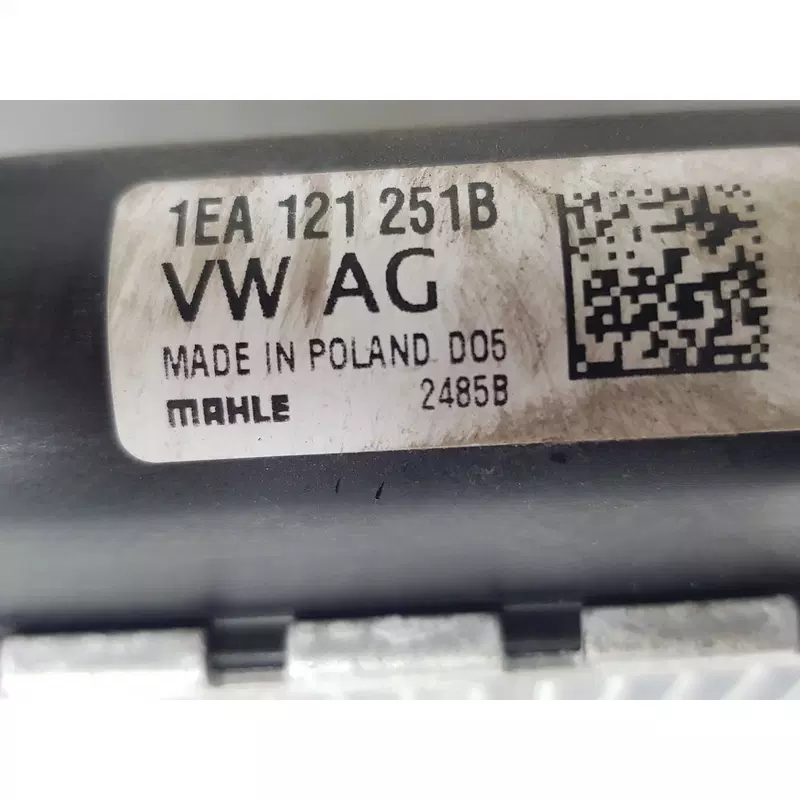 1EA 121 251B
VW AG
MADE IN POLAND D05
MAHLE 2485B